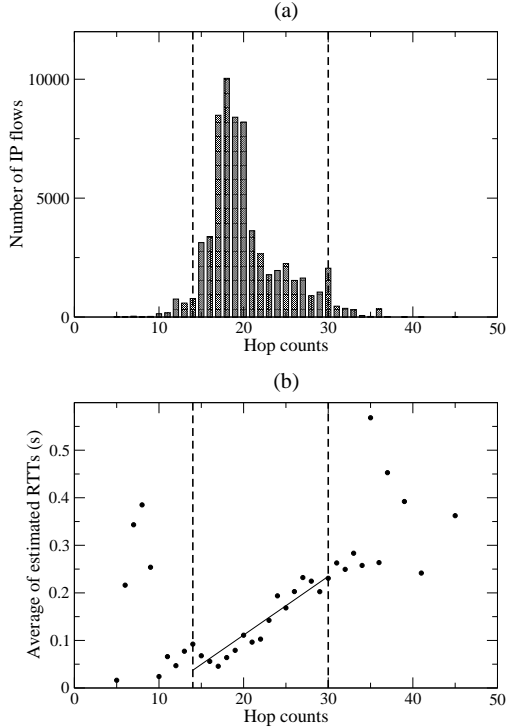 (a)
Number of IP flows
10000
5000
0
0 10 20 30 40 50
Hop counts
(b)
Average of estimated RTTs (s)
0.5
0.4
0.3
0.2
0.1
0
0 10 20 30 40 50
Hop counts